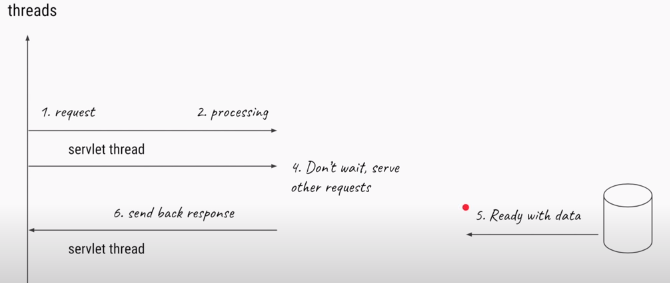 threads
1. request
2. processing
servlet thread
4. Don't wait, serve
other requests
6. send back response
5. Ready with data
servlet thread